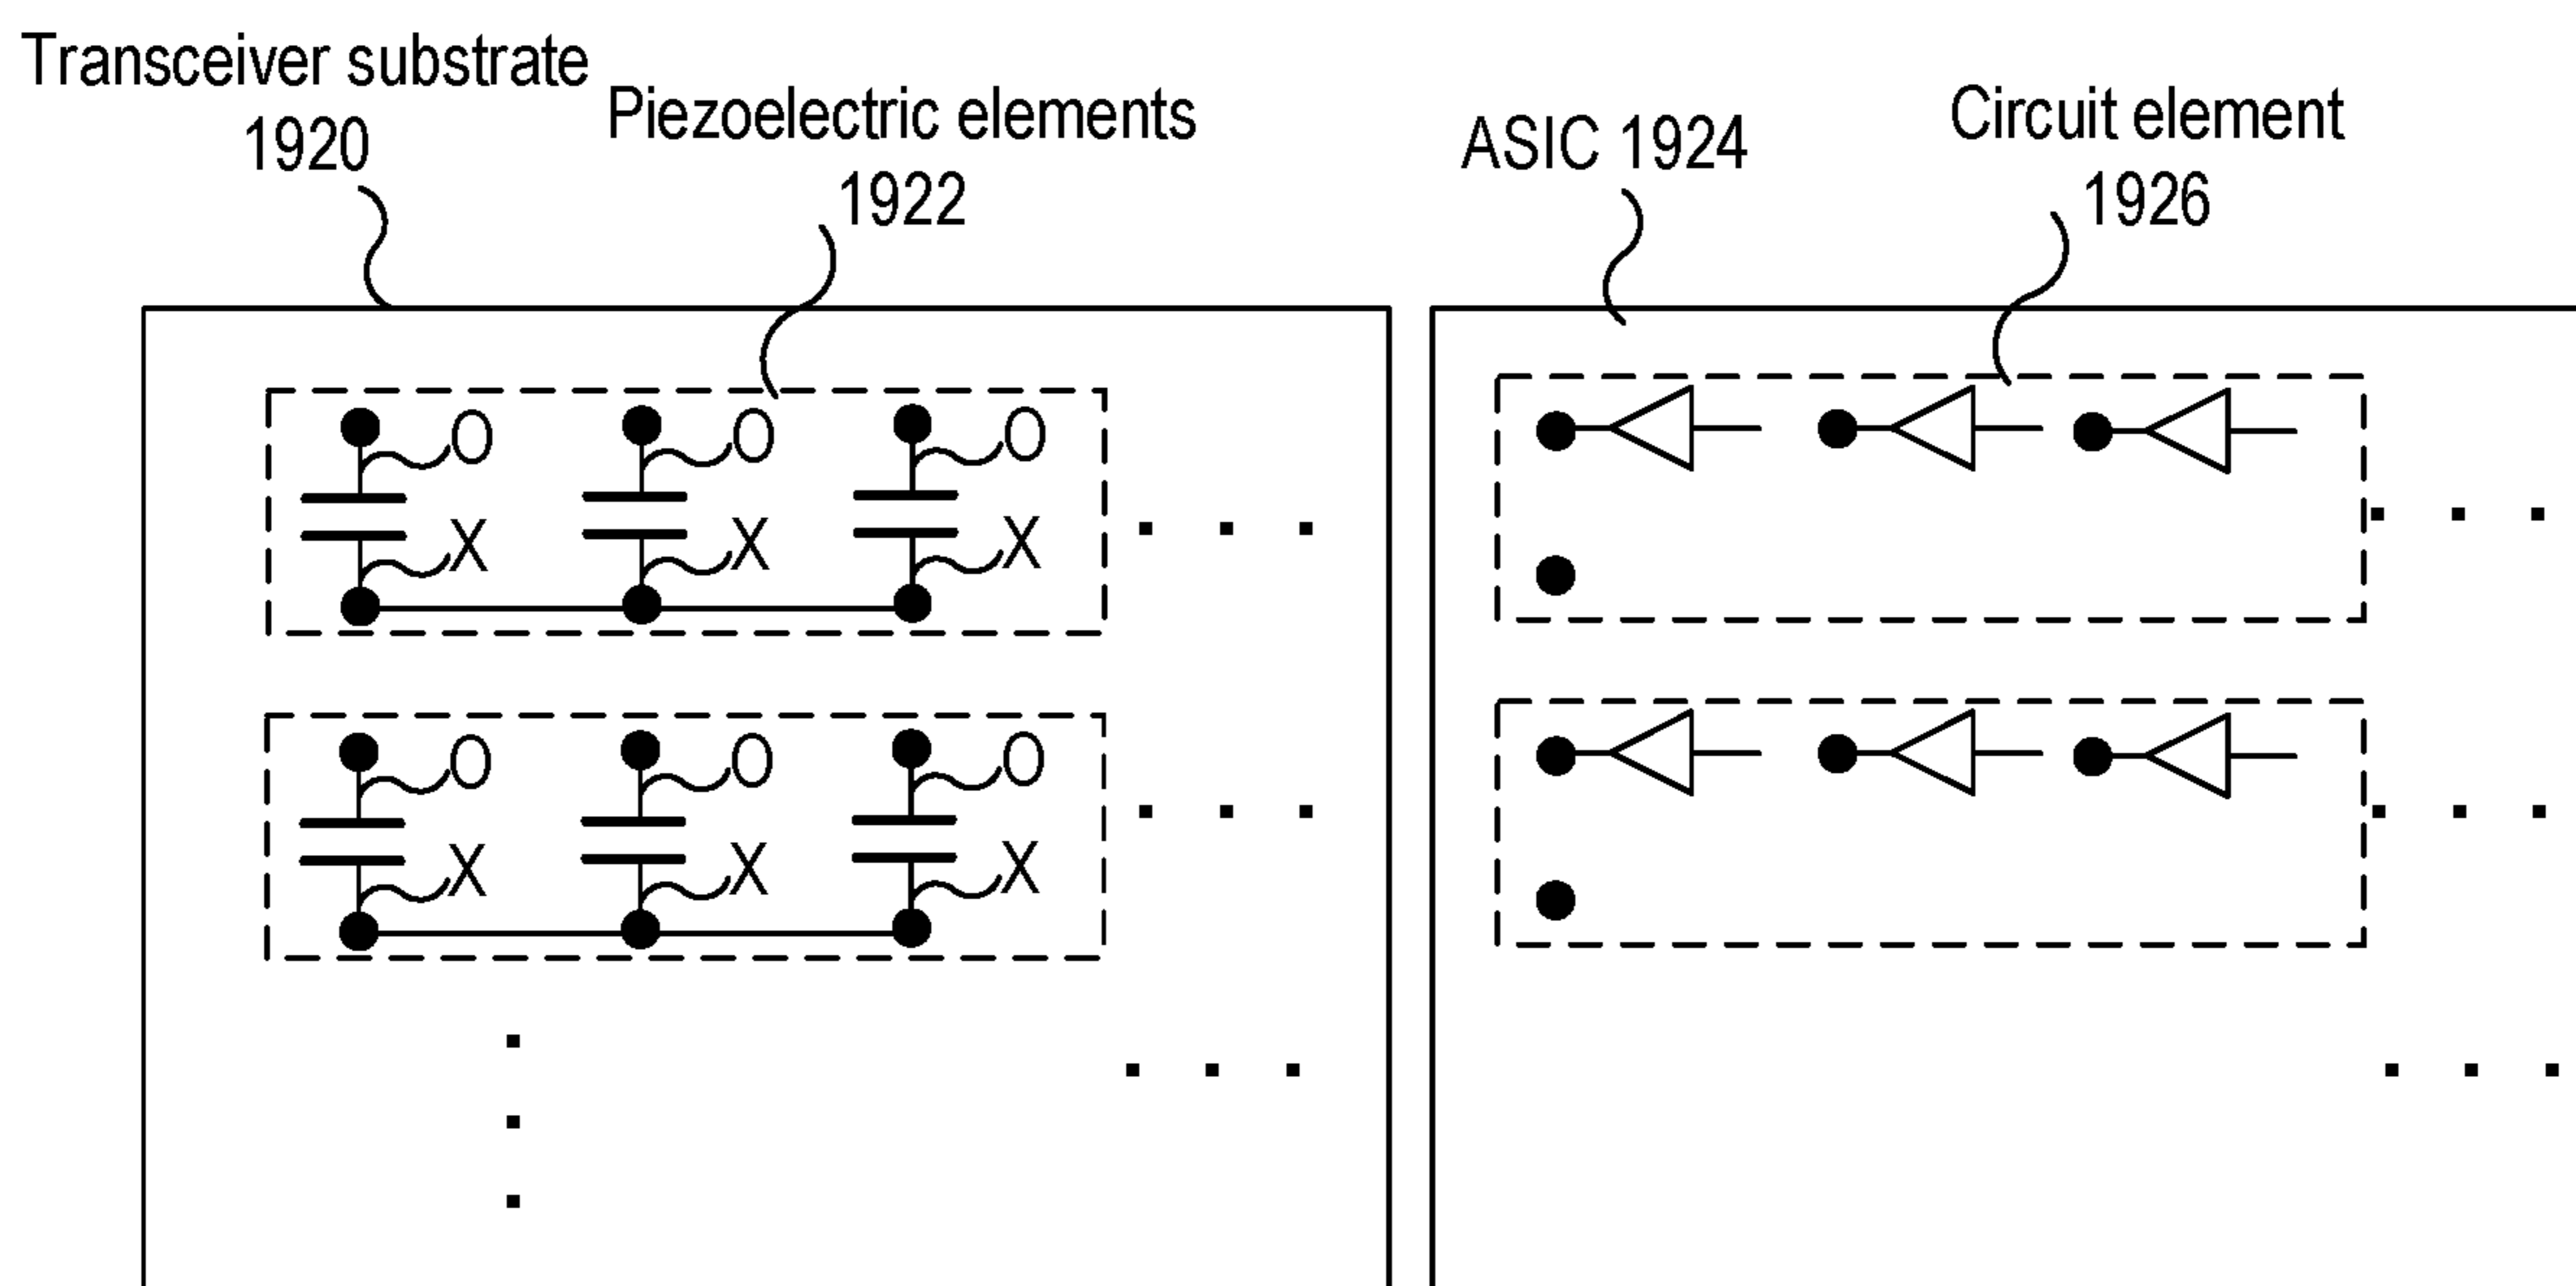 Transceiver substrate
1920
Piezoelectric elements
1922
ASIC 1924
Circuit element
1926
O O O
X X X
O O O
X X X